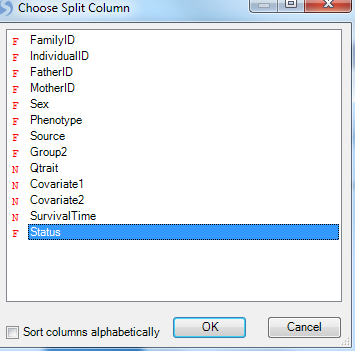 Choose Split Column
F FamilyID
F IndividualID
F FatherID
F MotherID
F Sex
F Phenotype
F Source
F Group2
N Qtrait
N Covariate1
N Covariate2
N SurvivalTime
F Status
Sort columns alphabetically
OK
Cancel